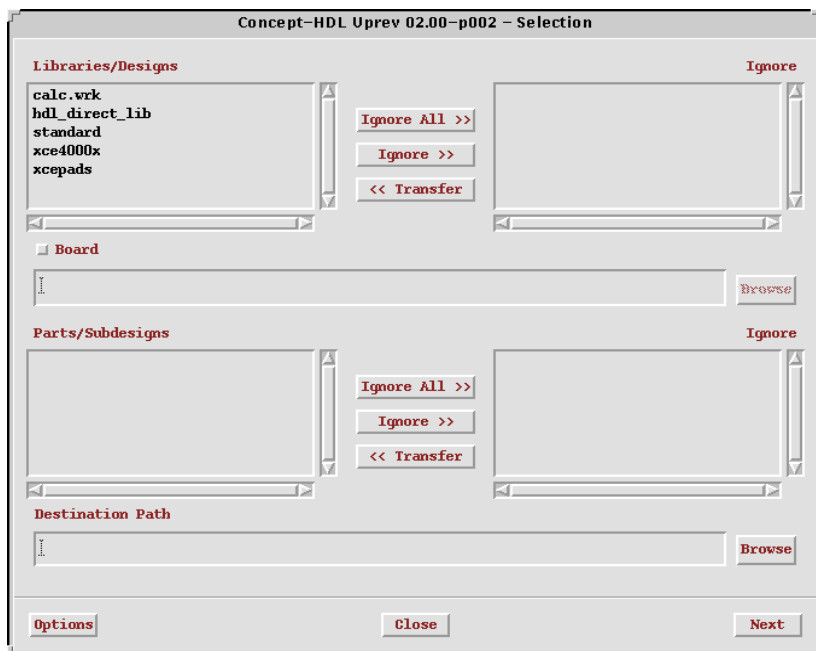 Concept-HDL Uprev 02.00-p002 - Selection
Libraries/Designs
Ignore
calc.wrk
hdl_direct_lib
standard
xce4000x
xcepads
Ignore All >>
Ignore >>
<< Transfer
Board
Browse
Parts/Subdesigns
Ignore
Ignore All >>
Ignore >>
<< Transfer
Destination Path
Browse
Options
Close
Next